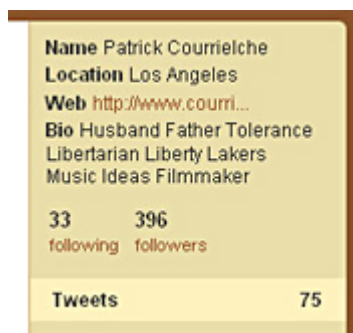 Name Patrick Courrielche
Location Los Angeles
Web http://www.courri...
Bio Husband Father Tolerance
Libertarian Liberty Lakers
Music Ideas Filmmaker
33 396
following followers
Tweets 75